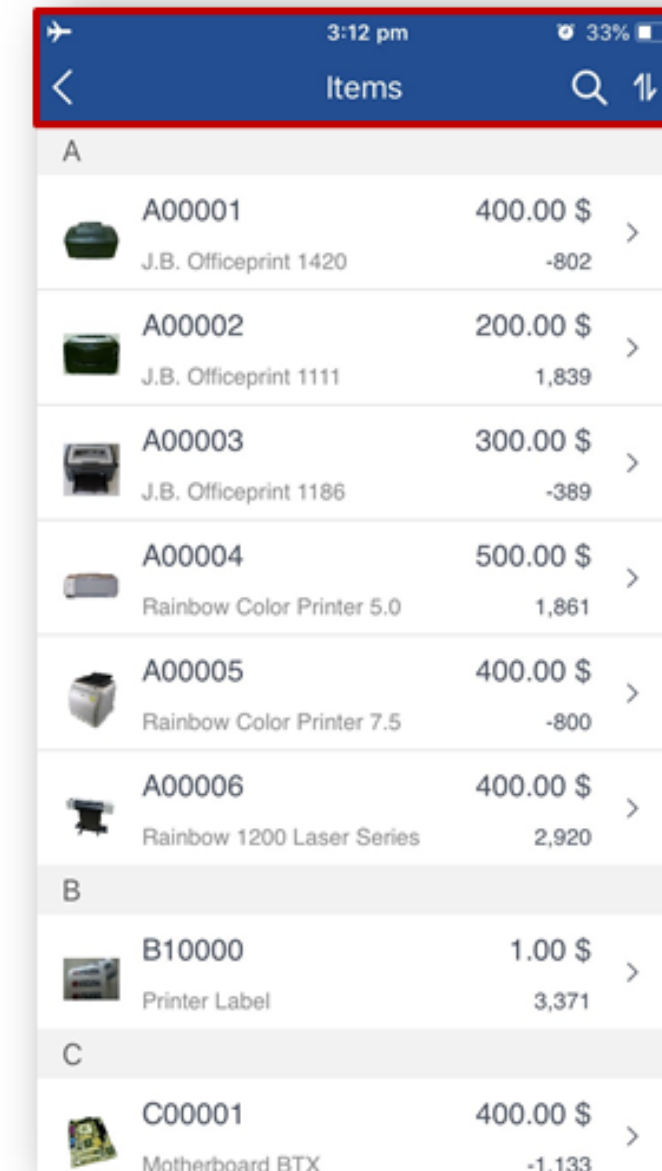 3:12 pm 33%
Items
A
A00001 400.00 $
J.B. Officeprint 1420 -802
A00002 200.00 $
J.B. Officeprint 1111 1,839
A00003 300.00 $
J.B. Officeprint 1186 -389
A00004 500.00 $
Rainbow Color Printer 5.0 1,861
A00005 400.00 $
Rainbow Color Printer 7.5 -800
A00006 400.00 $
Rainbow 1200 Laser Series 2,920
B
B10000 1.00 $
Printer Label 3,371
C
C00001 400.00 $
Motherboard BTX -1,133